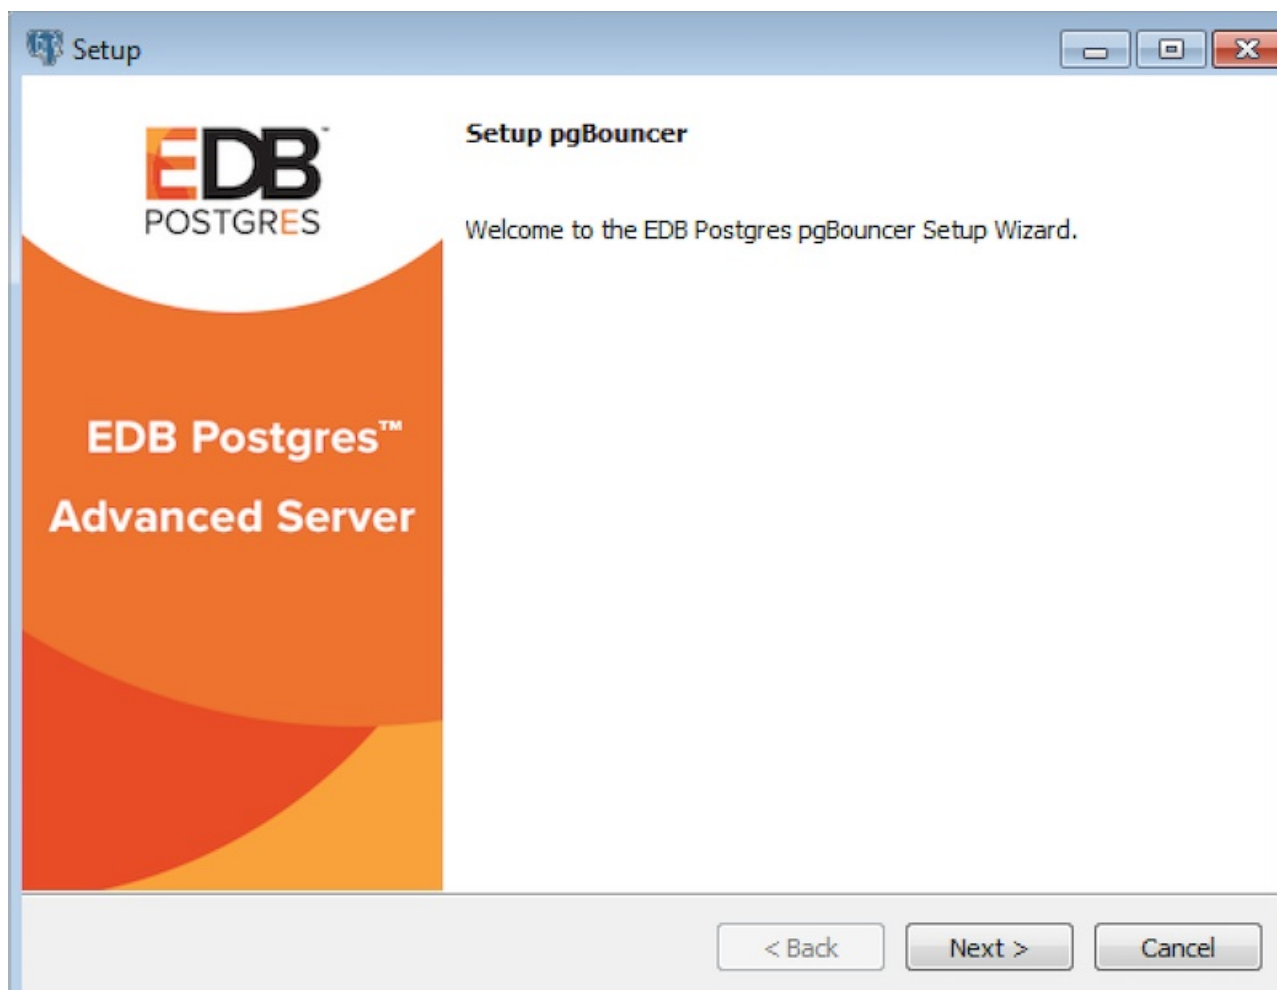 Setup
EDB™
POSTGRES
Setup pgBouncer
Welcome to the EDB Postgres pgBouncer Setup Wizard.
EDB Postgres™
Advanced Server
< Back
Next >
Cancel